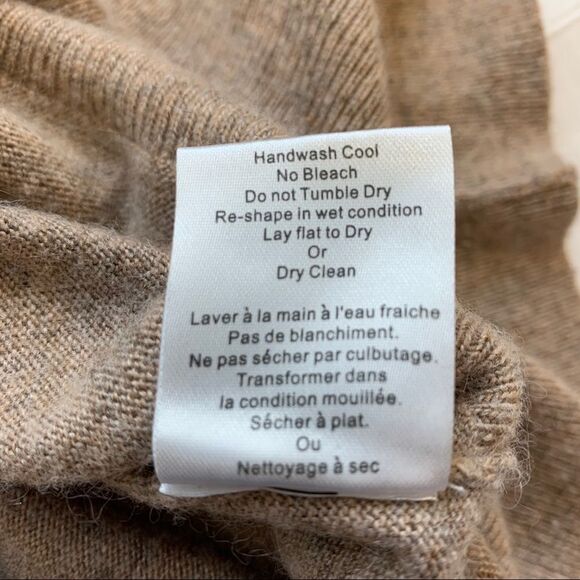 Handwash Cool
No Bleach
Do not Tumble Dry
Re-shape in wet condition
Lay flat to Dry
Or
Dry Clean
Laver à la main à l'eau fraiche
Pas de blanchiment.
Ne pas sécher par culbutage.
Transformer dans
la condition mouillée.
Sécher à plat.
Ou
Nettoyage à sec